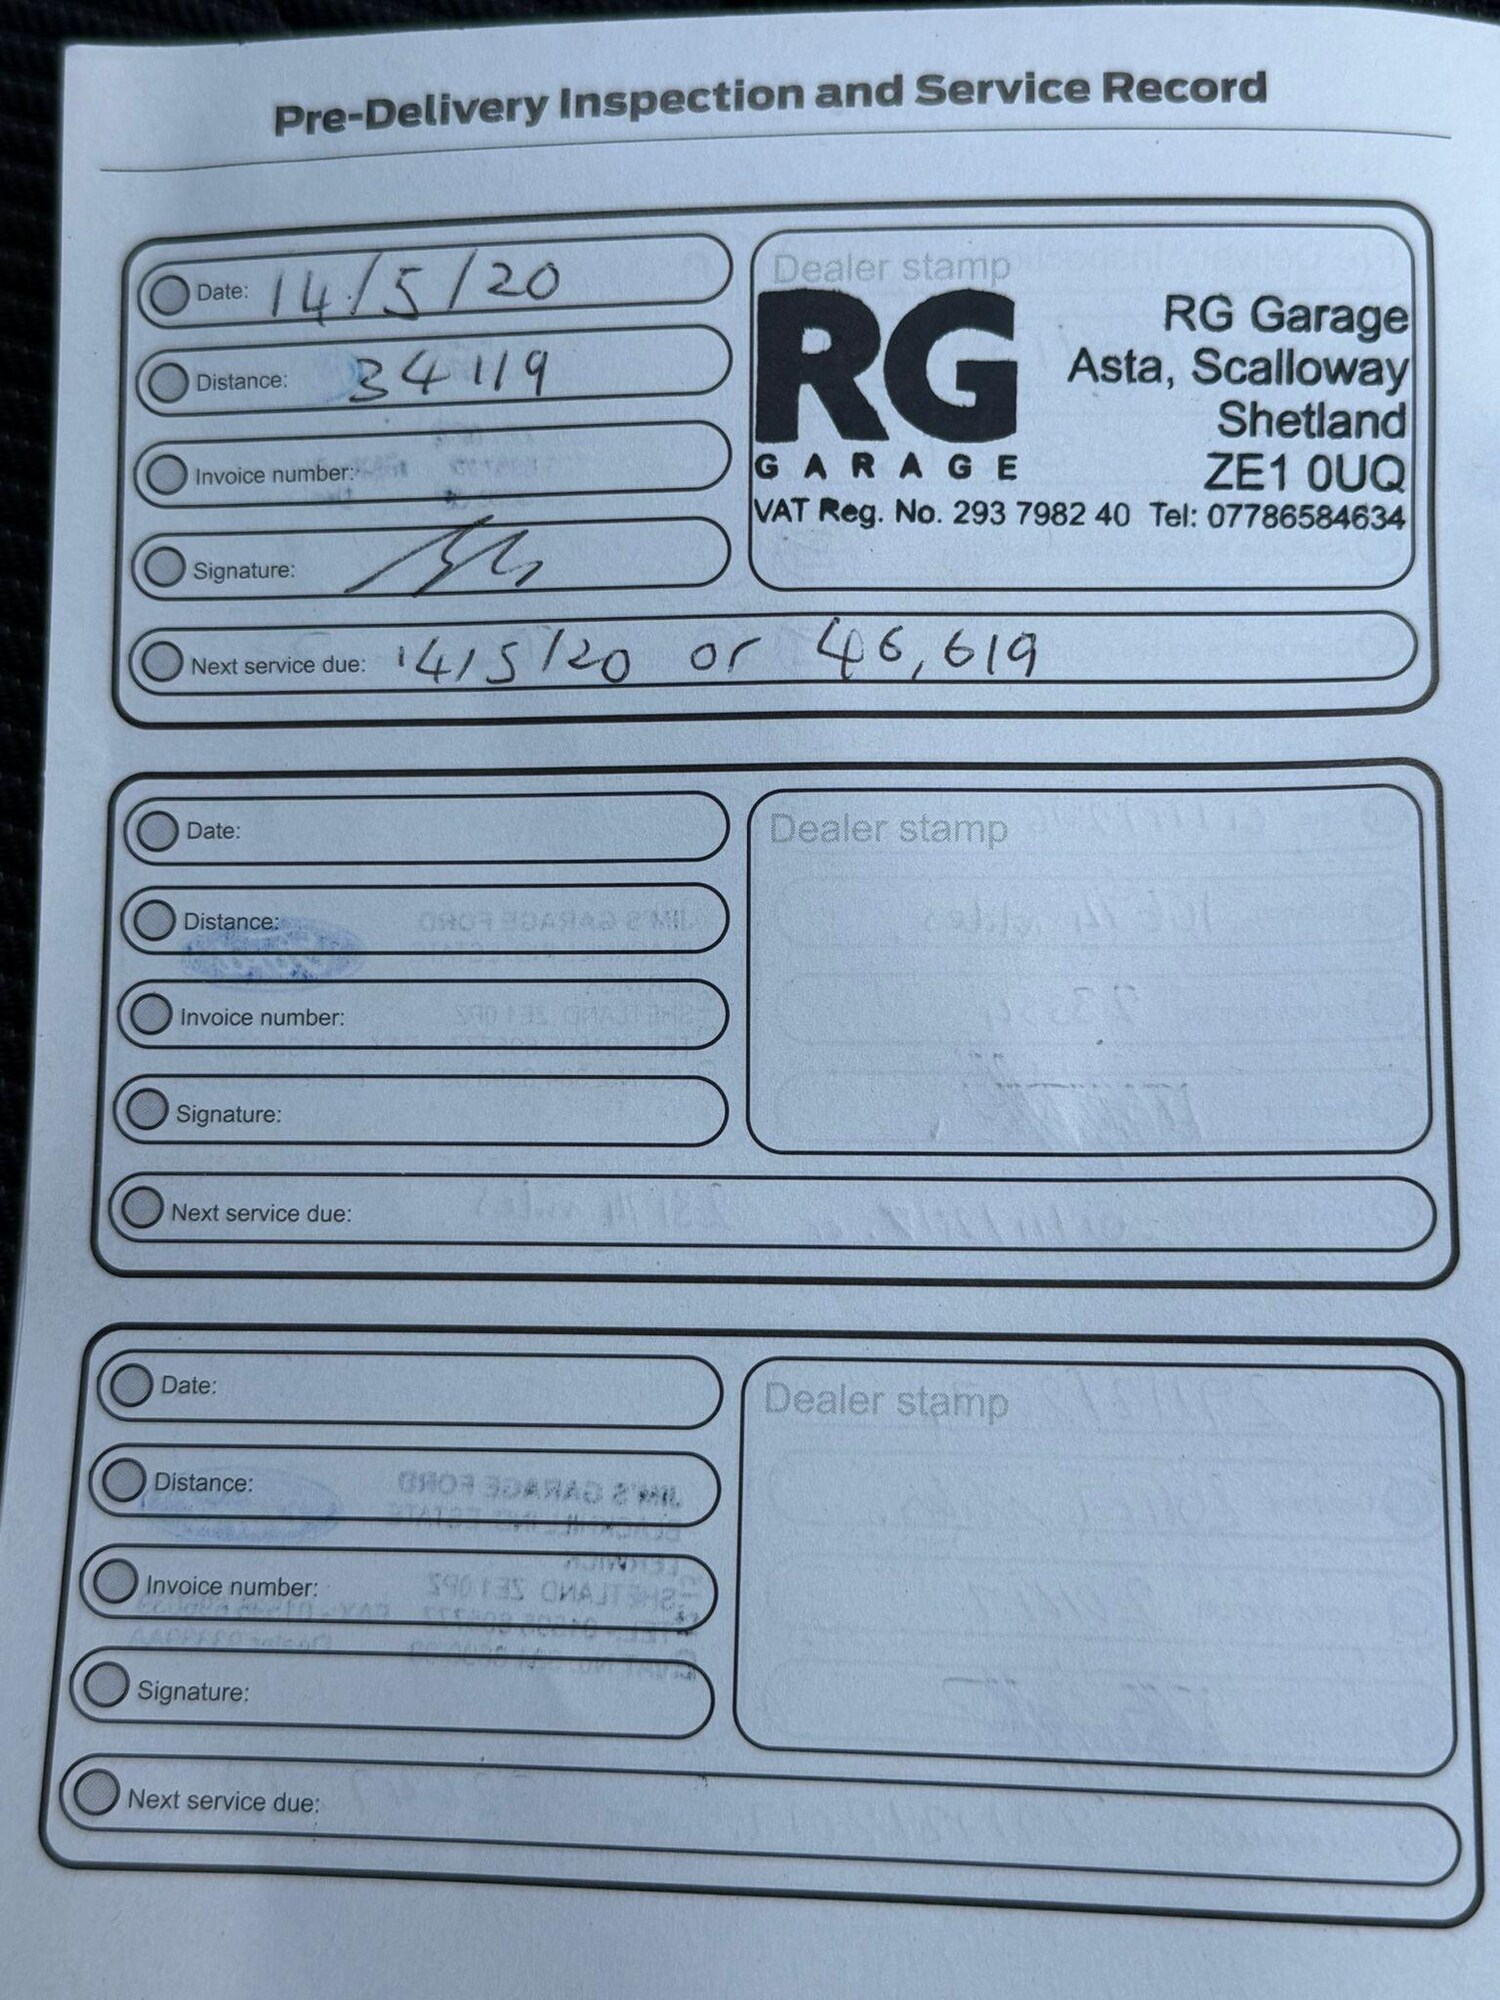 Pre-Delivery Inspection and Service Record
Date: 14/5/20
Distance: 34119
Invoice number:
Signature:
Dealer stamp
RG
GARAGE
RG Garage
Asta, Scalloway
Shetland
ZE1 0UQ
VAT Reg. No. 293 7982 40 Tel: 07786584634
Next service due: 14/5/20 or 46,619
Date:
Distance:
Invoice number:
Signature:
Dealer stamp
Next service due:
Date:
Distance:
Invoice number:
Signature:
Dealer stamp
Next service due: